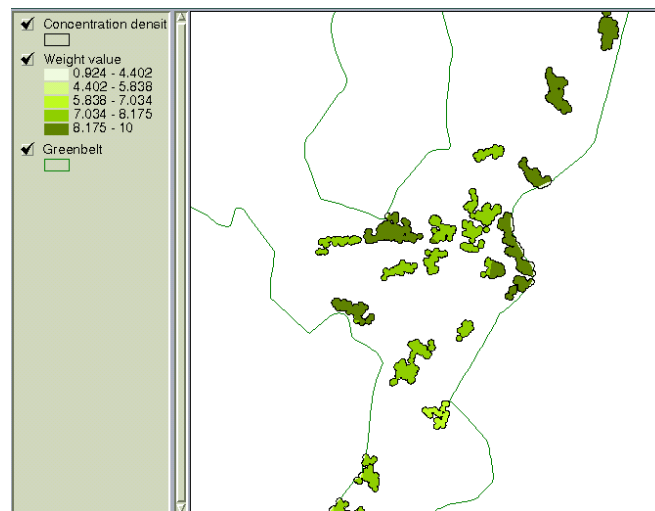 Concentration densit
Weight value
0.924 - 4.402
4.402 - 5.838
5.838 - 7.034
7.034 - 8.175
8.175 - 10
Greenbelt